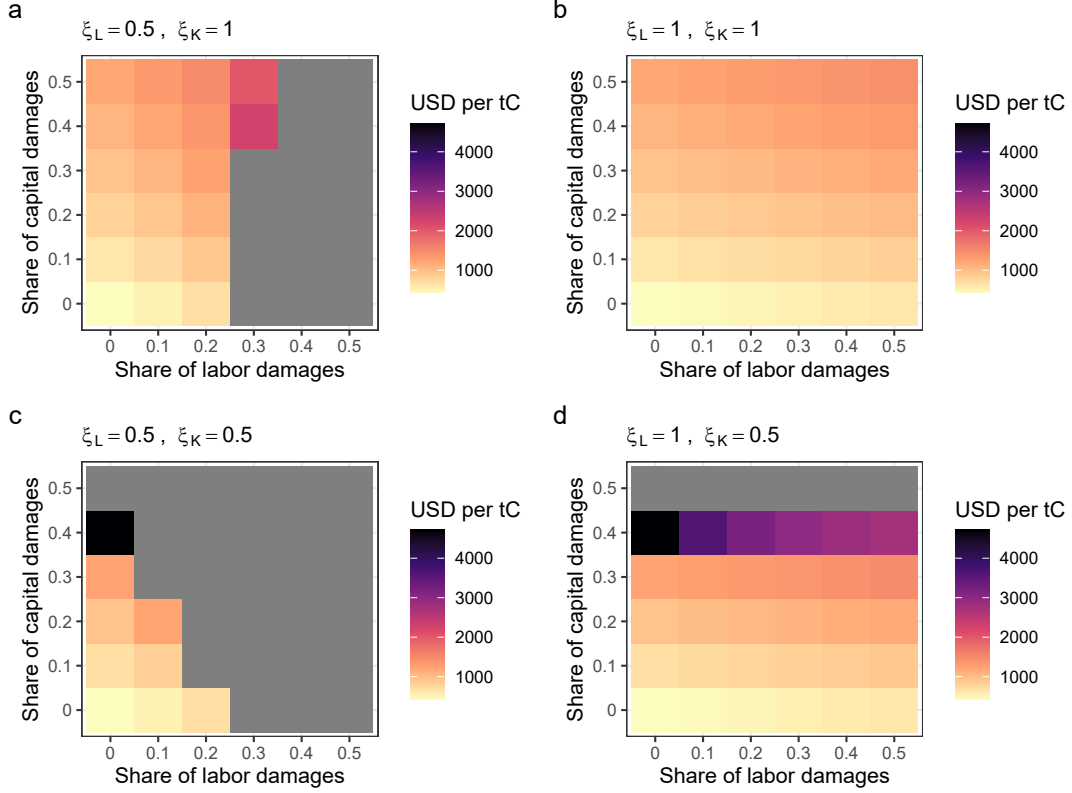 a
ξL = 0.5 , ξK = 1
Share of capital damages
0.5
0.4
0.3
0.2
0.1
0
0 0.1 0.2 0.3 0.4 0.5
Share of labor damages
USD per tC
4000
3000
2000
1000
b
ξL = 1 , ξK = 1
Share of capital damages
0.5
0.4
0.3
0.2
0.1
0
0 0.1 0.2 0.3 0.4 0.5
Share of labor damages
USD per tC
4000
3000
2000
1000
c
ξL = 0.5 , ξK = 0.5
Share of capital damages
0.5
0.4
0.3
0.2
0.1
0
0 0.1 0.2 0.3 0.4 0.5
Share of labor damages
USD per tC
4000
3000
2000
1000
d
ξL = 1 , ξK = 0.5
Share of capital damages
0.5
0.4
0.3
0.2
0.1
0
0 0.1 0.2 0.3 0.4 0.5
Share of labor damages
USD per tC
4000
3000
2000
1000